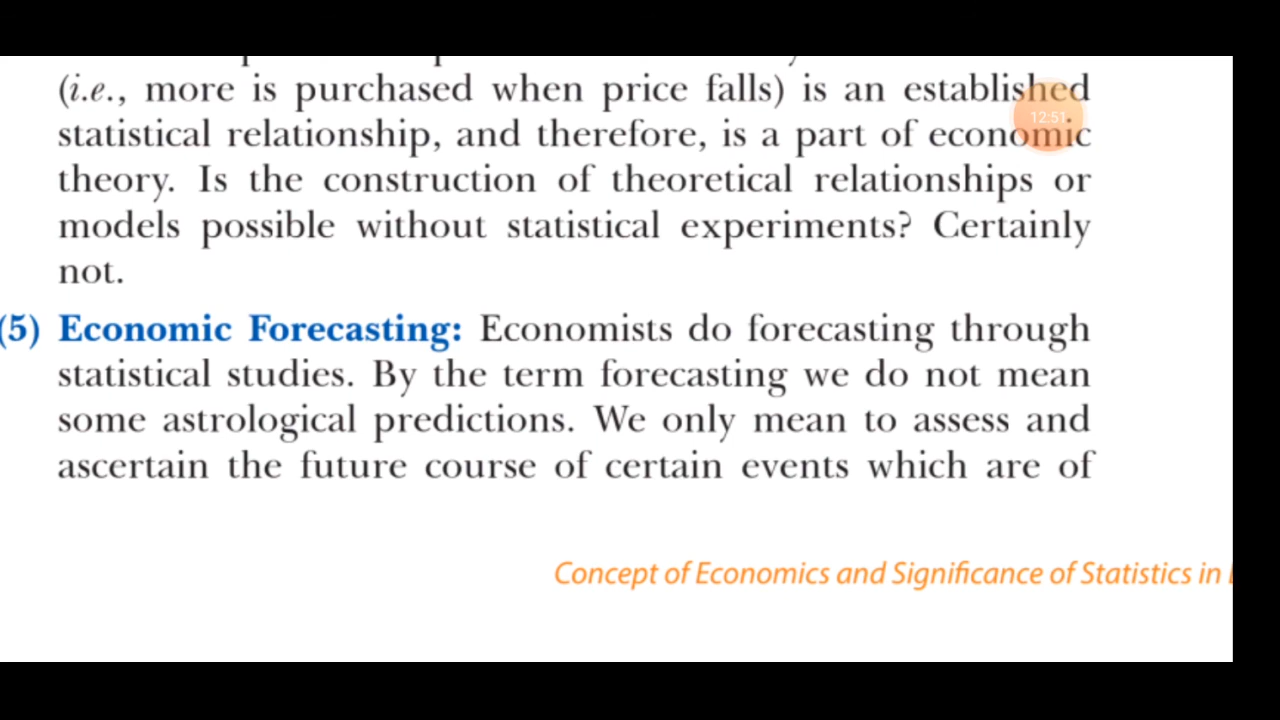 (i.e., more is purchased when price falls) is an established
12:51
statistical relationship, and therefore, is a part of economic
theory. Is the construction of theoretical relationships or
models possible without statistical experiments? Certainly
not.
(5) Economic Forecasting: Economists do forecasting through
statistical studies. By the term forecasting we do not mean
some astrological predictions. We only mean to assess and
ascertain the future course of certain events which are of
Concept of Economics and Significance of Statistics in